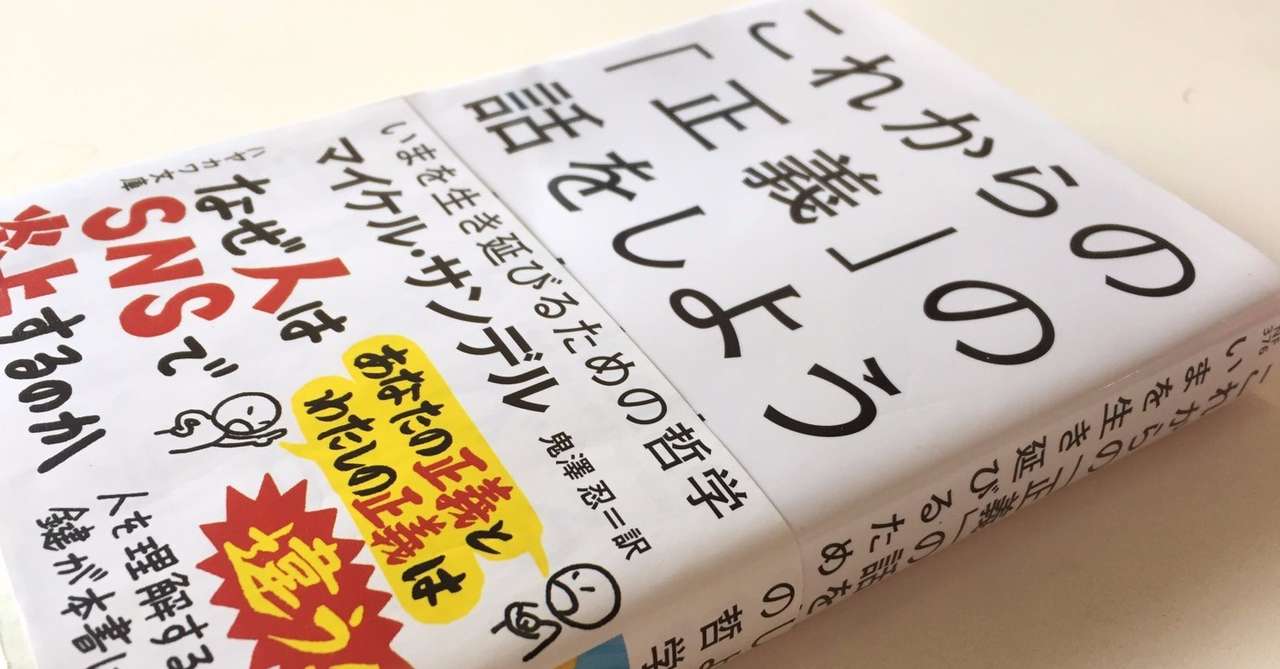 これからの
「正義」の
話をしよう
いまを生き延びるための哲学
マイケル・サンデル
鬼澤 忍=訳
ハヤカワ文庫
なぜ人は
SNSで
炎上するのか
あなたの正義と
わたしの正義は
違う
人を理解する
鍵が本書に
これからの「正義」の話を
いまを生き延びるための哲学